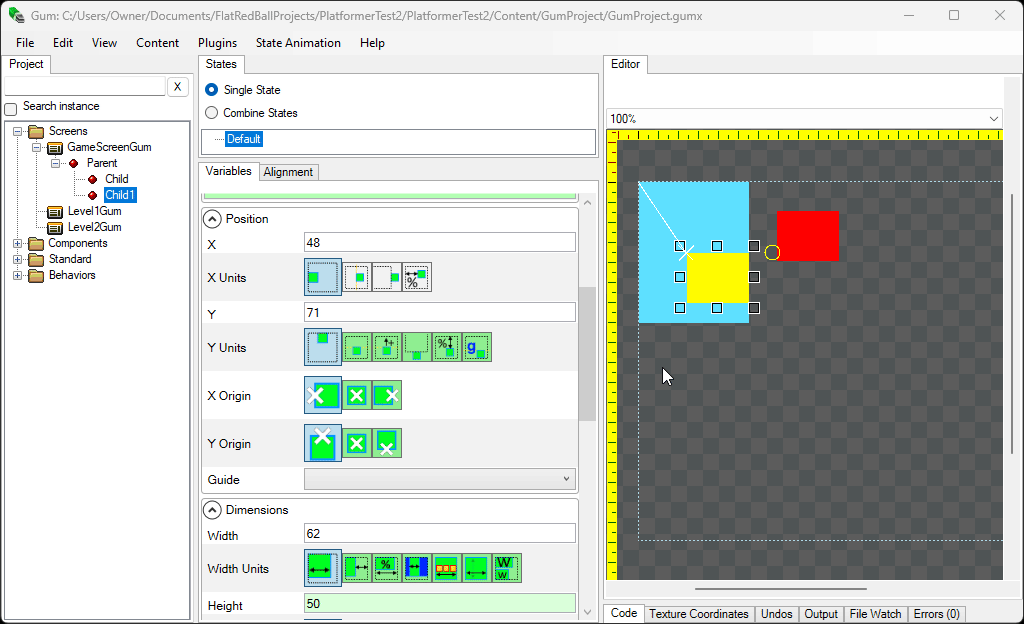 Gum: C:/Users/Owner/Documents/FlatRedBallProjects/PlatformerTest2/PlatformerTest2/Content/GumProject/GumProject.gumx
File Edit View Content Plugins State Animation Help
Project
X
Search instance
Screens
GameScreenGum
Parent
Child
Child1
Level1Gum
Level2Gum
Components
Standard
Behaviors
States
Single State
Combine States
Default
Variables Alignment
Position
X 48
X Units %
Y 71
Y Units % g
X Origin
Y Origin
Guide
Dimensions
Width 62
Width Units % W W
Height 50
Editor
100%
Code Texture Coordinates Undos Output File Watch Errors (0)